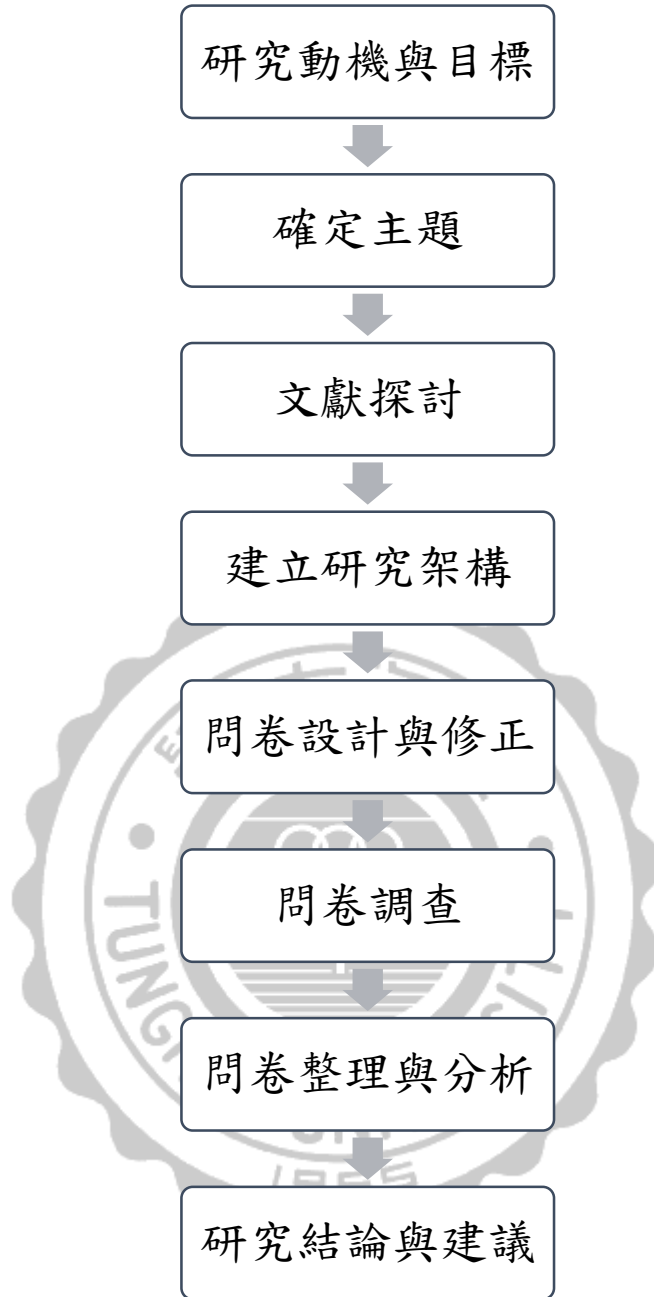 研究動機與目標
確定主題
文獻探討
建立研究架構
問卷設計與修正
問卷調查
問卷整理與分析
研究結論與建議